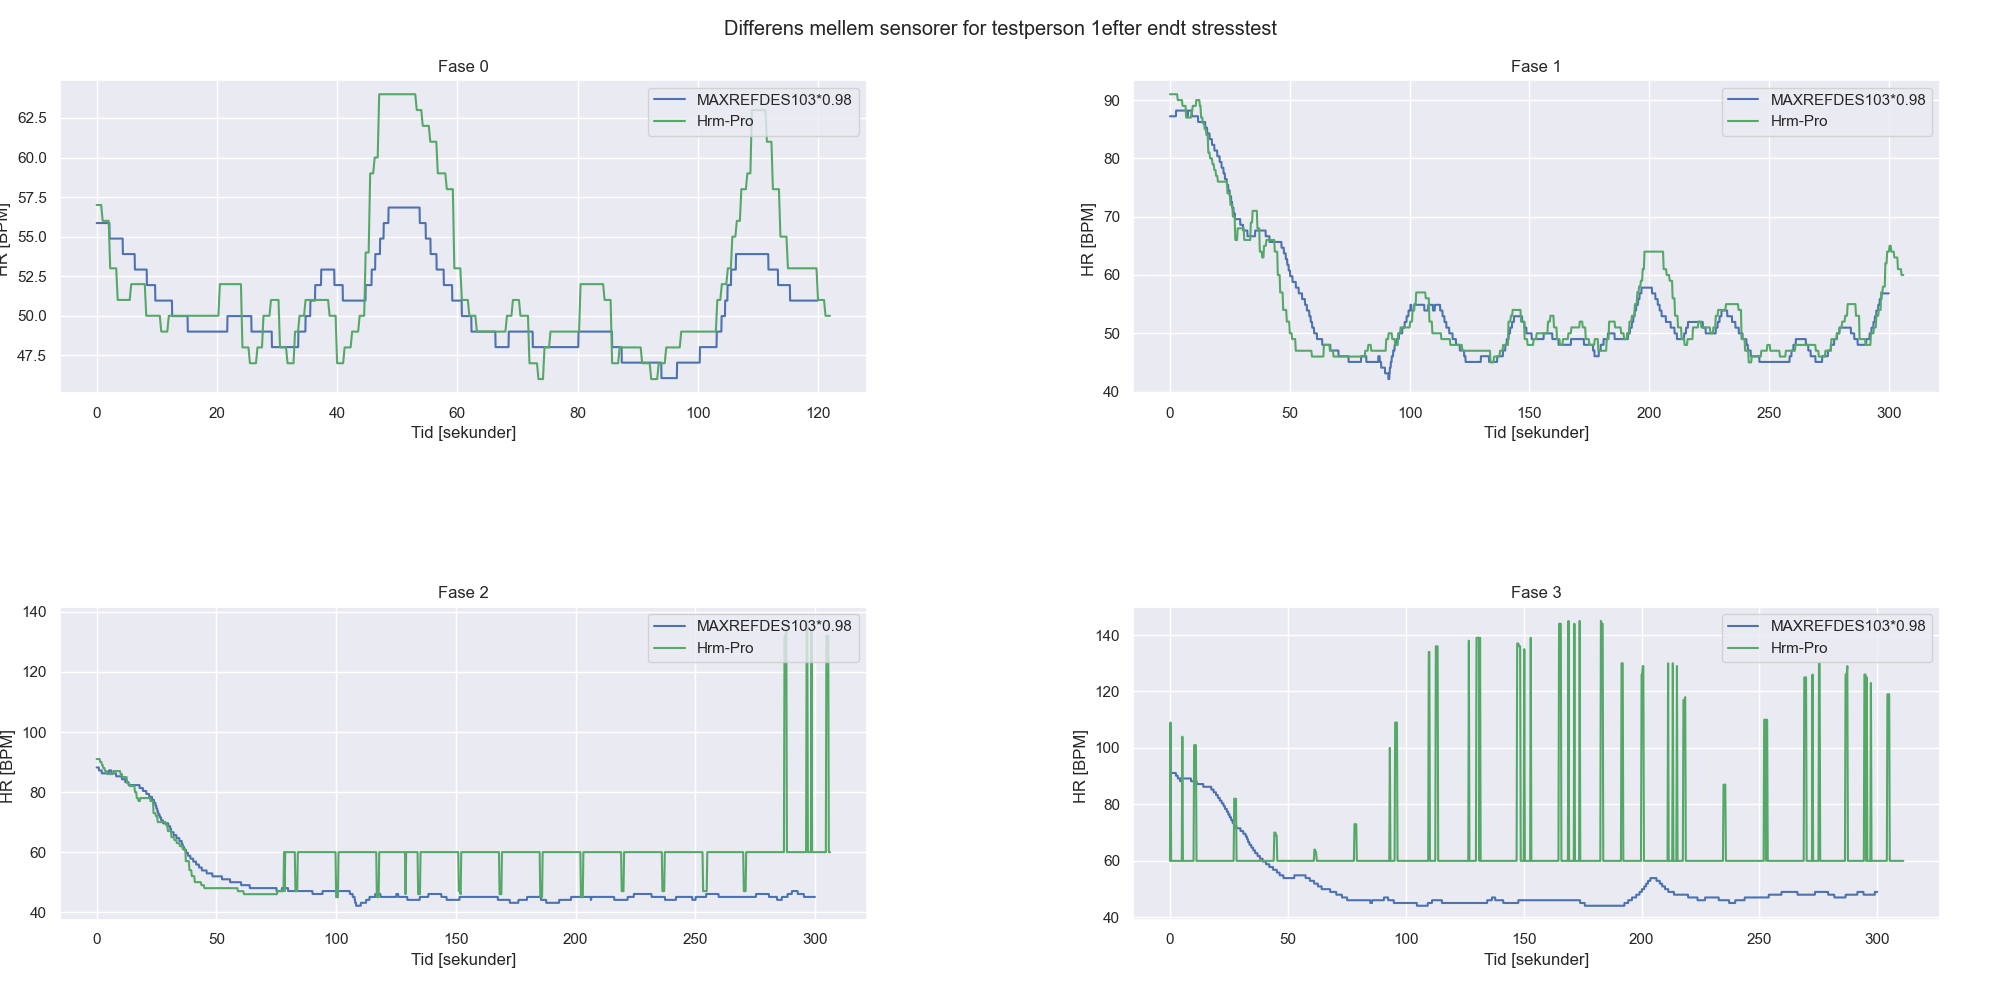 Differens mellem sensorer for testperson 1efter endt stresstest
Fase 0
MAXREFDES103*0.98
Hrm-Pro
HR [BPM]
62.5
60.0
57.5
55.0
52.5
50.0
47.5
0 20 40 60 80 100 120
Tid [sekunder]
Fase 1
MAXREFDES103*0.98
Hrm-Pro
HR [BPM]
90
80
70
60
50
40
0 50 100 150 200 250 300
Tid [sekunder]
Fase 2
MAXREFDES103*0.98
Hrm-Pro
HR [BPM]
140
120
100
80
60
40
0 50 100 150 200 250 300
Tid [sekunder]
Fase 3
MAXREFDES103*0.98
Hrm-Pro
HR [BPM]
140
120
100
80
60
40
0 50 100 150 200 250 300
Tid [sekunder]